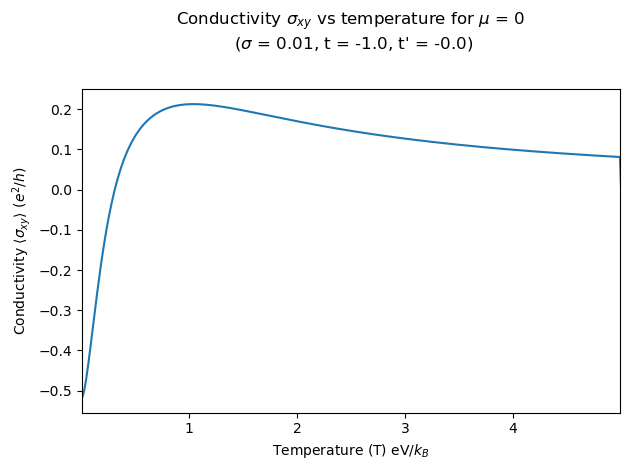 Conductivity σxy vs temperature for μ = 0
(σ = 0.01, t = -1.0, t' = -0.0)
0.2
0.1
0.0
−0.1
−0.2
−0.3
−0.4
−0.5
Conductivity ⟨σxy⟩ (e²/h)
1 2 3 4
Temperature (T) eV/kB